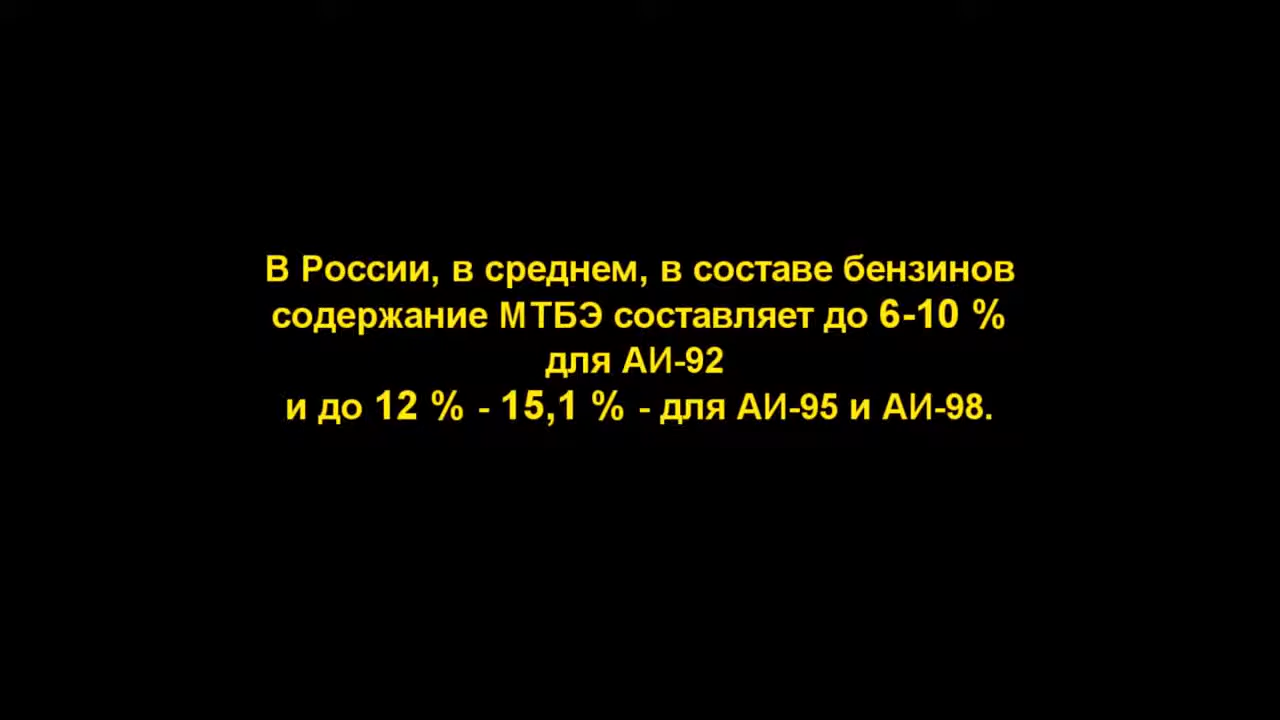 В России, в среднем, в составе бензинов
содержание МТБЭ составляет до 6-10 %
для АИ-92
и до 12 % - 15,1 % - для АИ-95 и АИ-98.